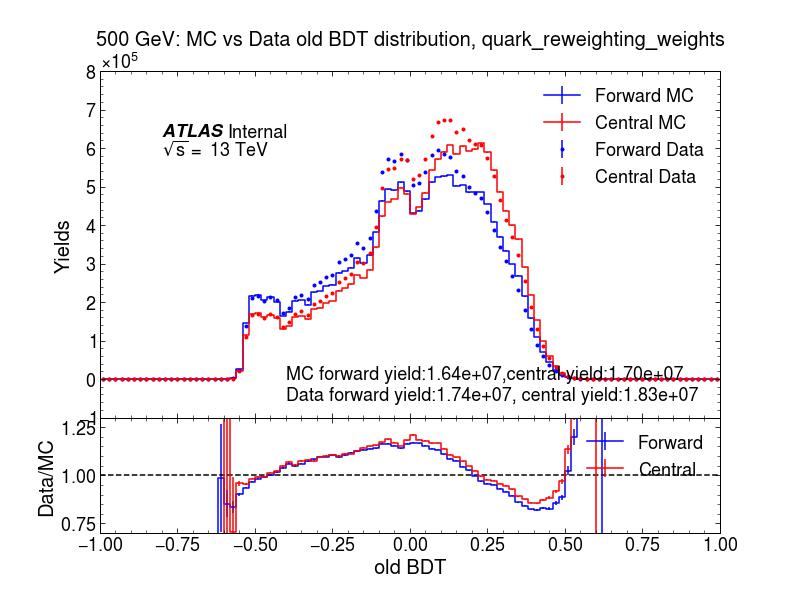 500 GeV: MC vs Data old BDT distribution, quark_reweighting_weights
×10⁵
8
7
6
5
4
3
2
1
0
−1
Yields
ATLAS Internal
√s = 13 TeV
Forward MC
Central MC
Forward Data
Central Data
MC forward yield:1.64e+07,central yield:1.70e+07
Data forward yield:1.74e+07, central yield:1.83e+07
1.25
1.00
0.75
Data/MC
Forward
Central
−1.00 −0.75 −0.50 −0.25 0.00 0.25 0.50 0.75 1.00
old BDT